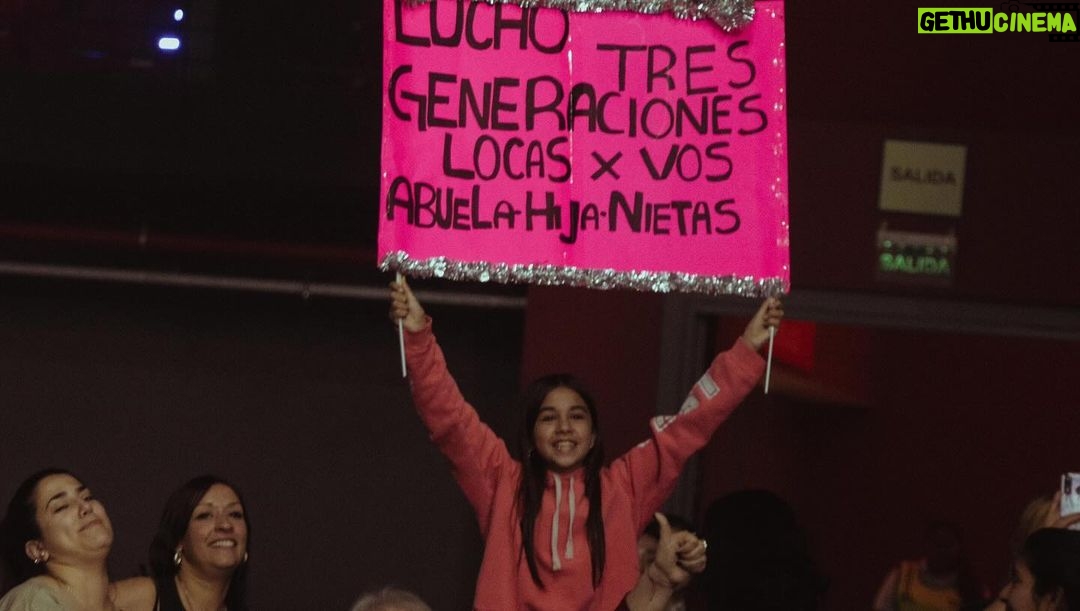 GETHUCINEMA
LUCHO
TRES
GENERACIONES
LOCAS X VOS
ABUELA·HIJA·NIETAS
SALIDA
SALIDA